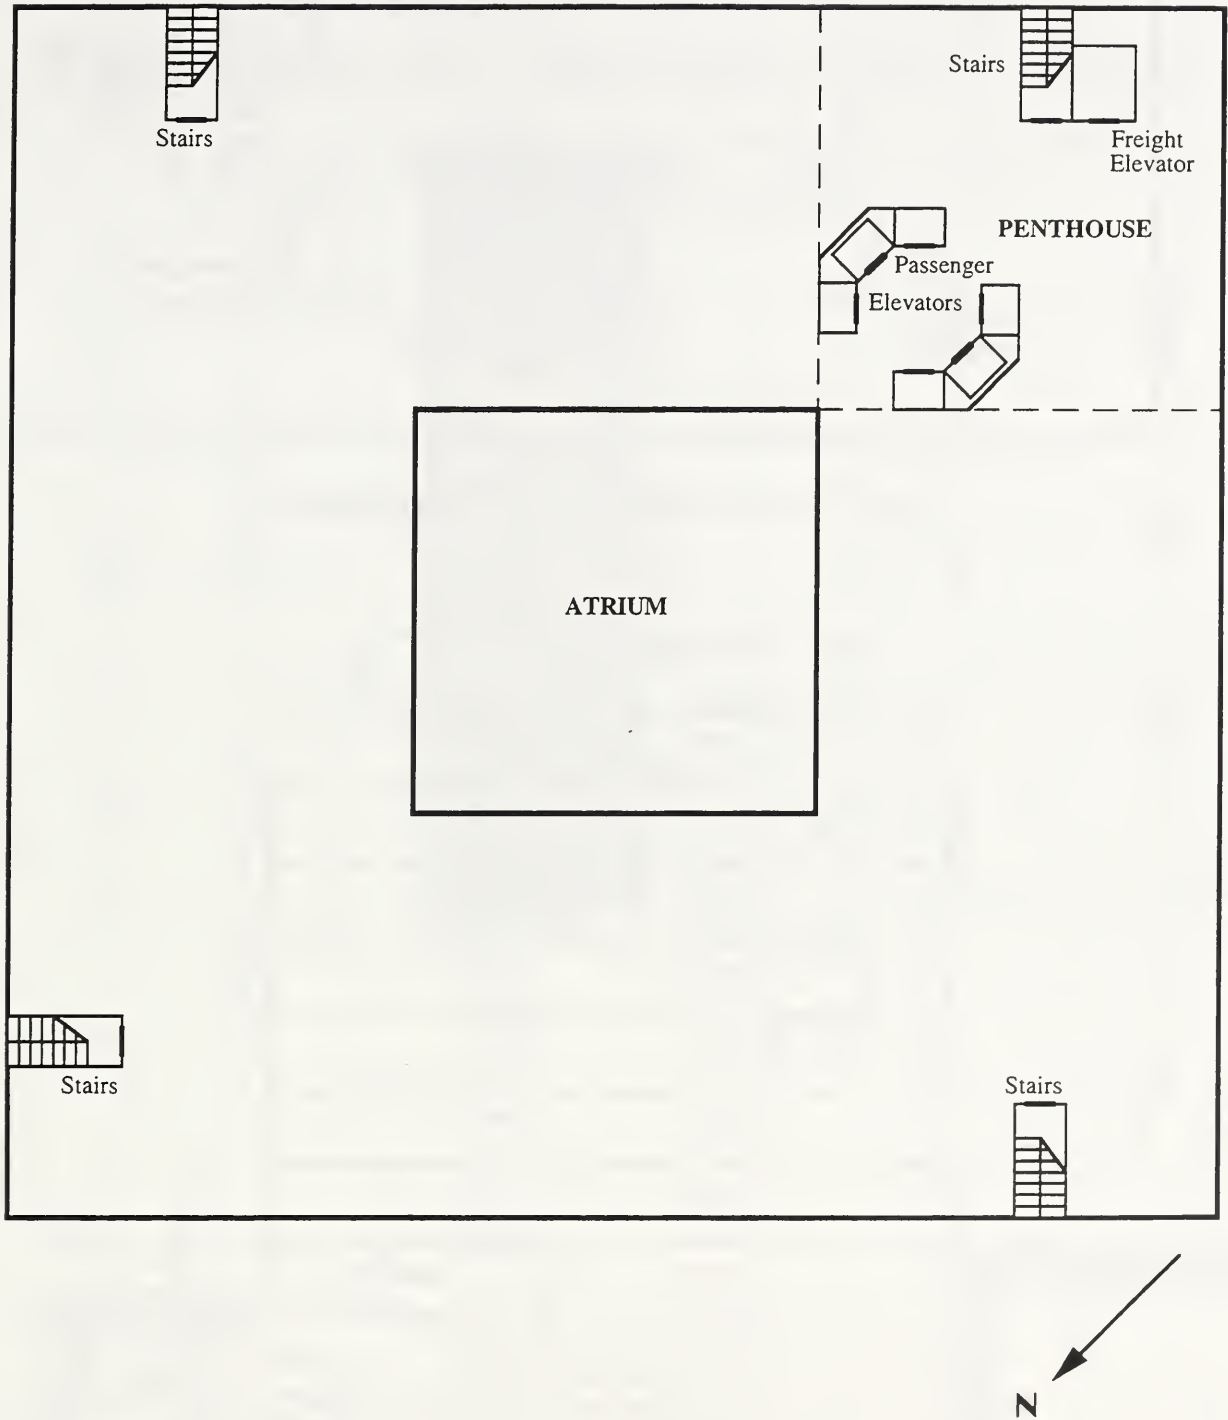 Stairs
Stairs
Freight
Elevator
PENTHOUSE
Passenger
Elevators
ATRIUM
Stairs
Stairs
N